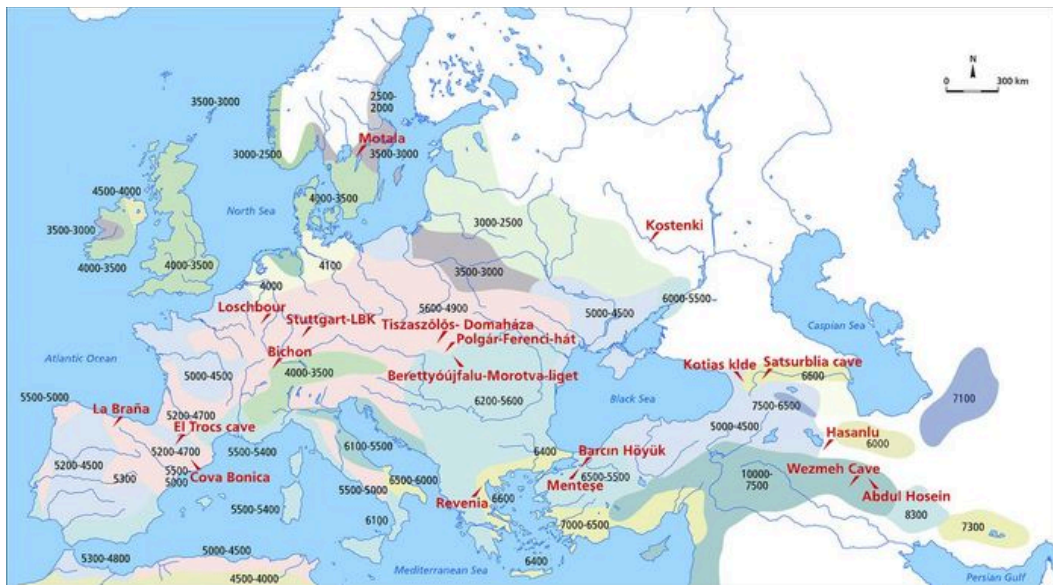 N
0 300 km
3500-3000
2500-
2000
Motala
3500-3000
3000-2500
4500-4000
North Sea
4000-3500
3500-3000
4000-3500
4000-3500
3000-2500
Kostenki
4100
4000
3500-3000
6000-5500
5600-4900
5000-4500
Loschbour
Stuttgart-LBK
Tiszaszőlős- Domaháza
Polgár-Ferenci-hát
Caspian Sea
Atlantic Ocean
Bichon
4000-3500
Berettyóújfalu-Morotva-liget
5000-4500
Kotias klde
Satsurblia cave
6600
5500-5000
6200-5600
Black Sea
7500-6500
7100
La Braña
5200-4700
El Trocs cave
5000-4500
5200-4700
5500-5400
6100-5500
6400
Barcın Höyük
Hasanlu
6000
5200-4500
5300
5500-
5000
Cova Bonica
6500-6000
6500-5500
Menteşe
Wezmeh Cave
10000-
7500
5500-5000
Revenia
6600
Abdul Hosein
5500-5400
6100
7000-6500
8300
7300
5300-4800
5000-4500
6400
Mediterranean Sea
4500-4000
Persian Gulf